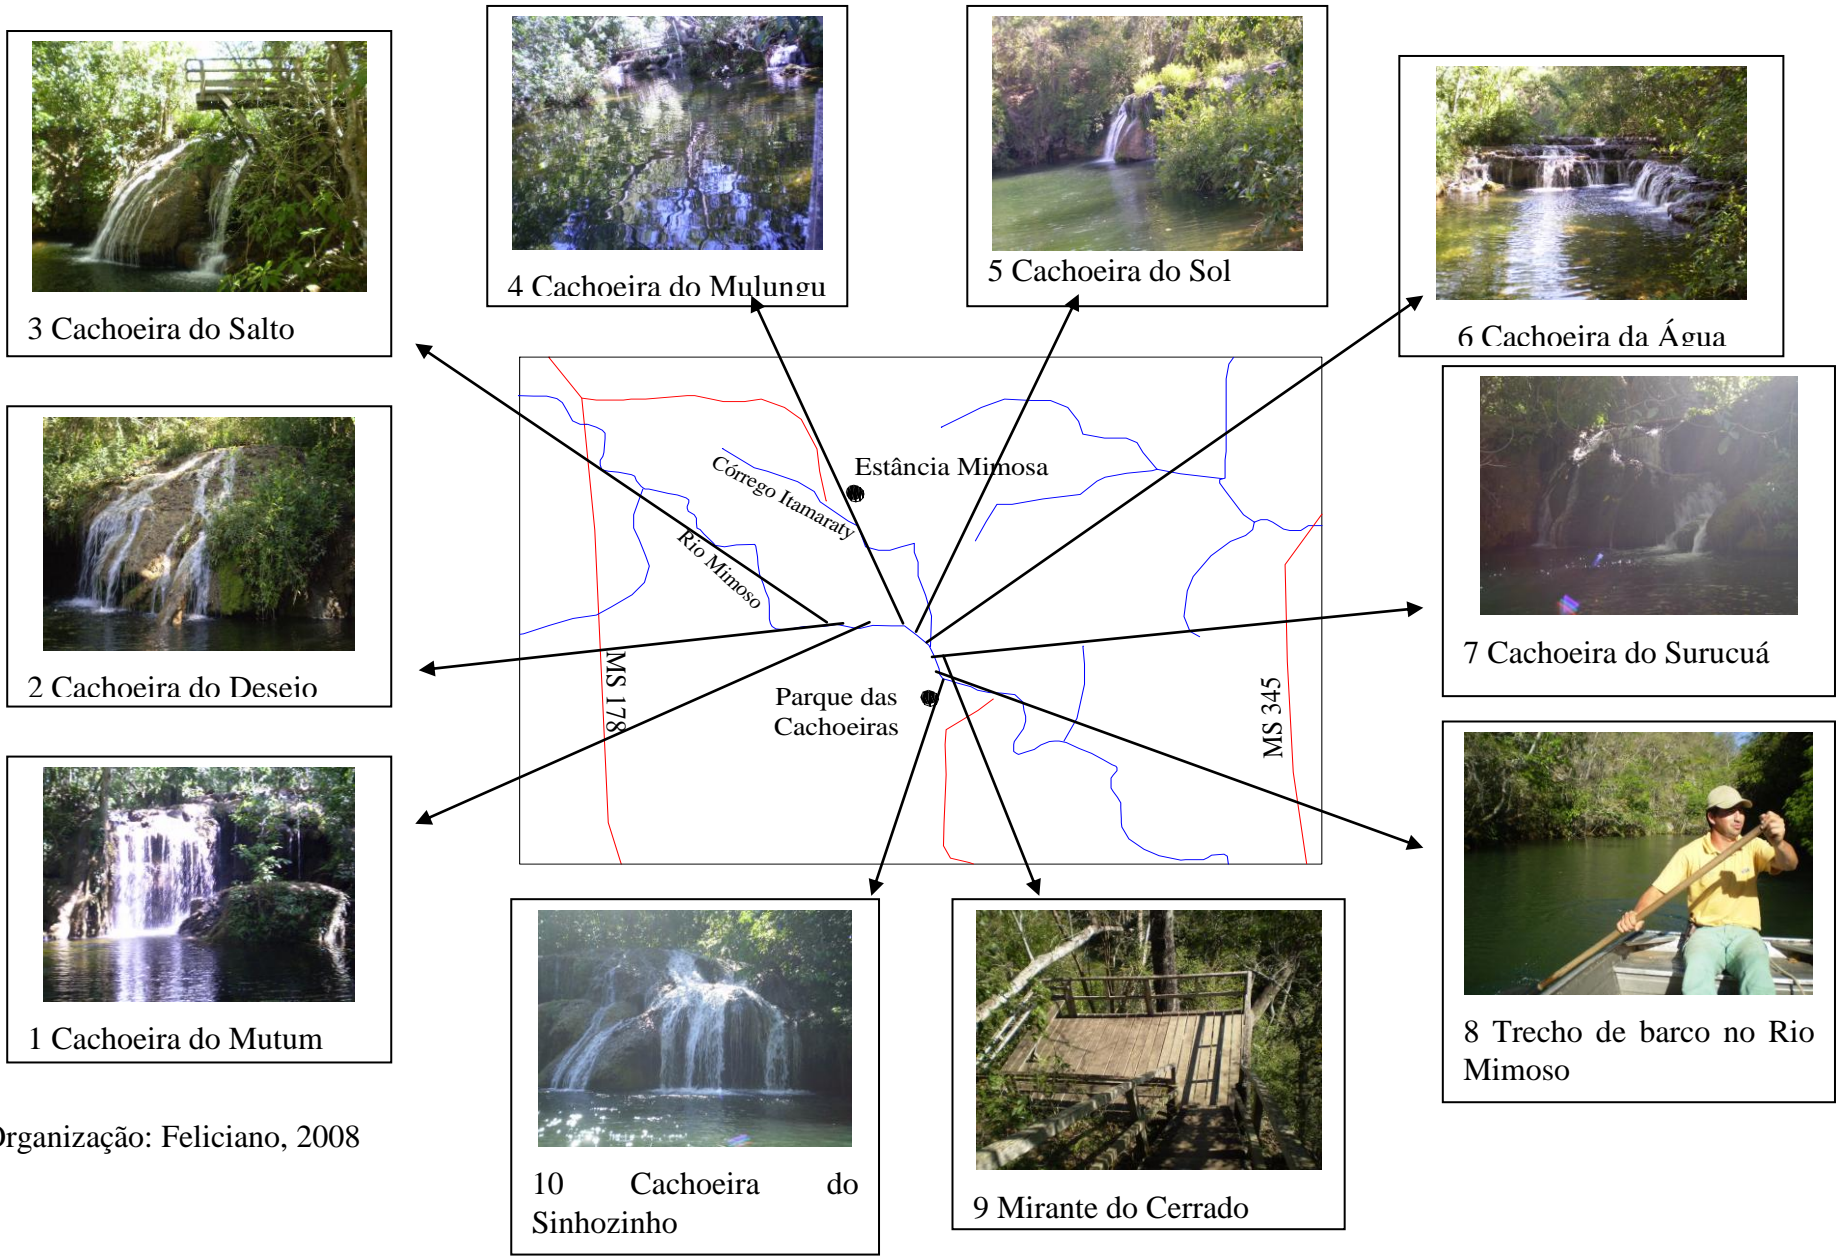 3 Cachoeira do Salto
4 Cachoeira do Mulungu
5 Cachoeira do Sol
6 Cachoeira da Água
2 Cachoeira do Desejo
7 Cachoeira do Surucuá
1 Cachoeira do Mutum
8 Trecho de barco no Rio
Mimoso
10 Cachoeira do
Sinhozinho
9 Mirante do Cerrado
Estância Mimosa
Córrego Itamaraty
Rio Mimoso
MS 178
Parque das
Cachoeiras
MS 345
Organização: Feliciano, 2008